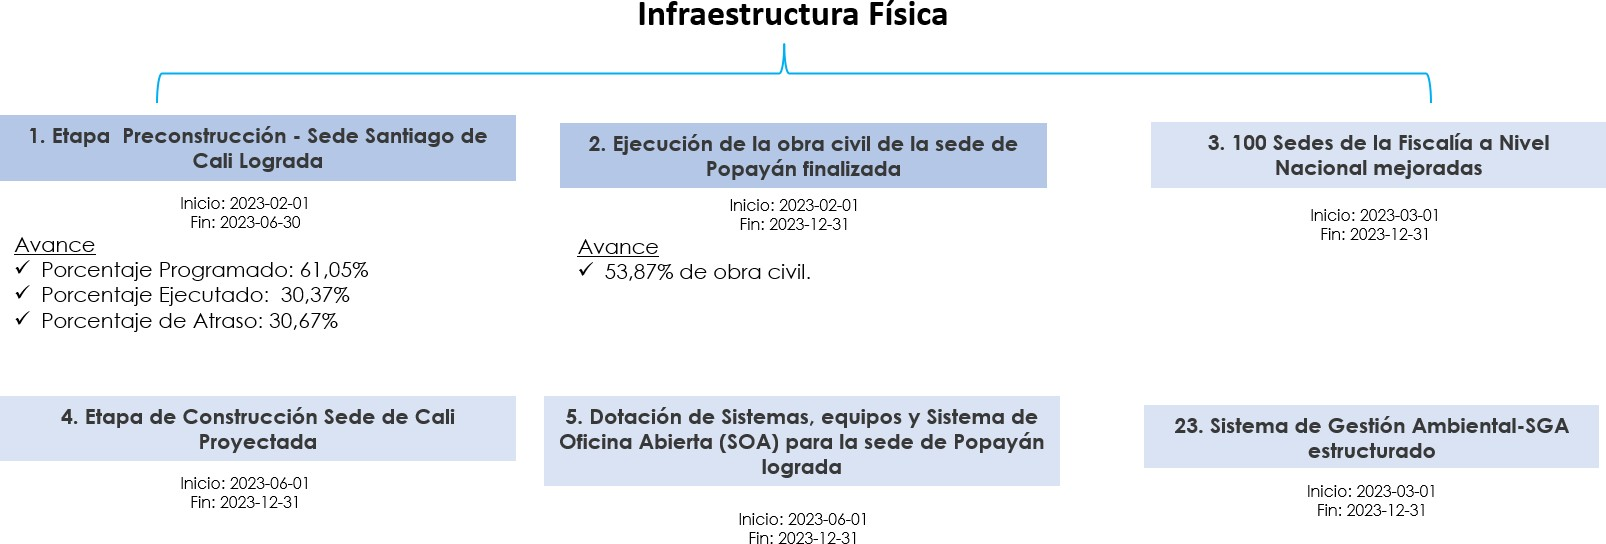 Infraestructura Física
1. Etapa  Preconstrucción - Sede Santiago de
Cali Lograda
Inicio: 2023-02-01
Fin: 2023-06-30
Avance
✓ Porcentaje Programado: 61,05%
✓ Porcentaje Ejecutado:  30,37%
✓ Porcentaje de Atraso: 30,67%
2. Ejecución de la obra civil de la sede de
Popayán finalizada
Inicio: 2023-02-01
Fin: 2023-12-31
Avance
✓ 53,87% de obra civil.
3. 100 Sedes de la Fiscalía a Nivel
Nacional mejoradas
Inicio: 2023-03-01
Fin: 2023-12-31
4. Etapa de Construcción Sede de Cali
Proyectada
Inicio: 2023-06-01
Fin: 2023-12-31
5. Dotación de Sistemas, equipos y Sistema de
Oficina Abierta (SOA) para la sede de Popayán
lograda
Inicio: 2023-06-01
Fin: 2023-12-31
23. Sistema de Gestión Ambiental-SGA
estructurado
Inicio: 2023-03-01
Fin: 2023-12-31